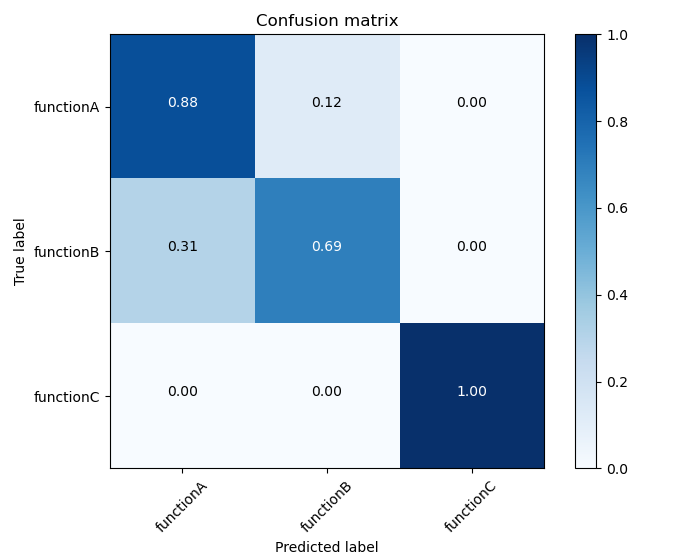 Confusion matrix
True label
functionA
0.88 0.12 0.00
functionB
0.31 0.69 0.00
functionC
0.00 0.00 1.00
functionA functionB functionC
Predicted label
1.0
0.8
0.6
0.4
0.2
0.0